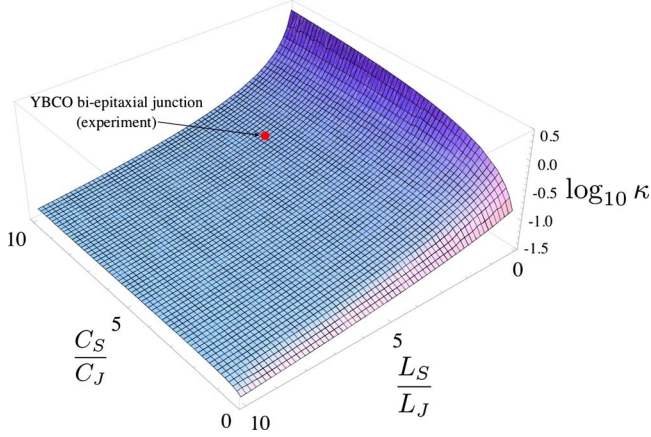 YBCO bi-epitaxial junction
(experiment)
0.5
0.0
-0.5
-1.0
-1.5
log₁₀ κ
10
5
0
C_S
C_J
0
5
10
L_S
L_J